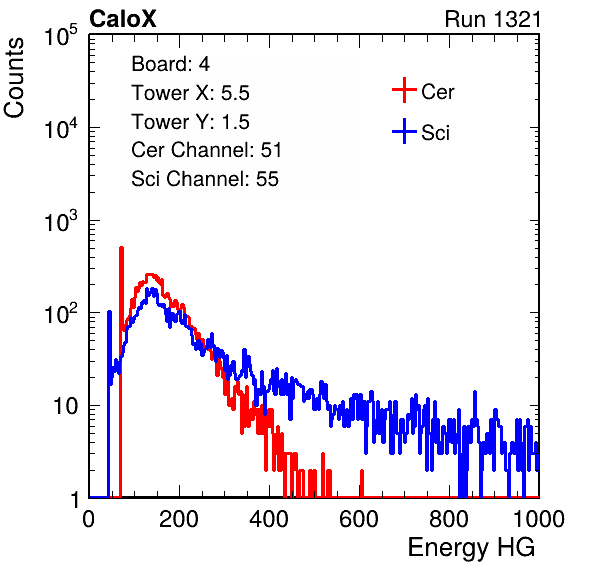 CaloX Run 1321
Counts
10^5
10^4
10^3
10^2
10
1
Board: 4
Tower X: 5.5
Tower Y: 1.5
Cer Channel: 51
Sci Channel: 55
Cer
Sci
0 200 400 600 800 1000
Energy HG